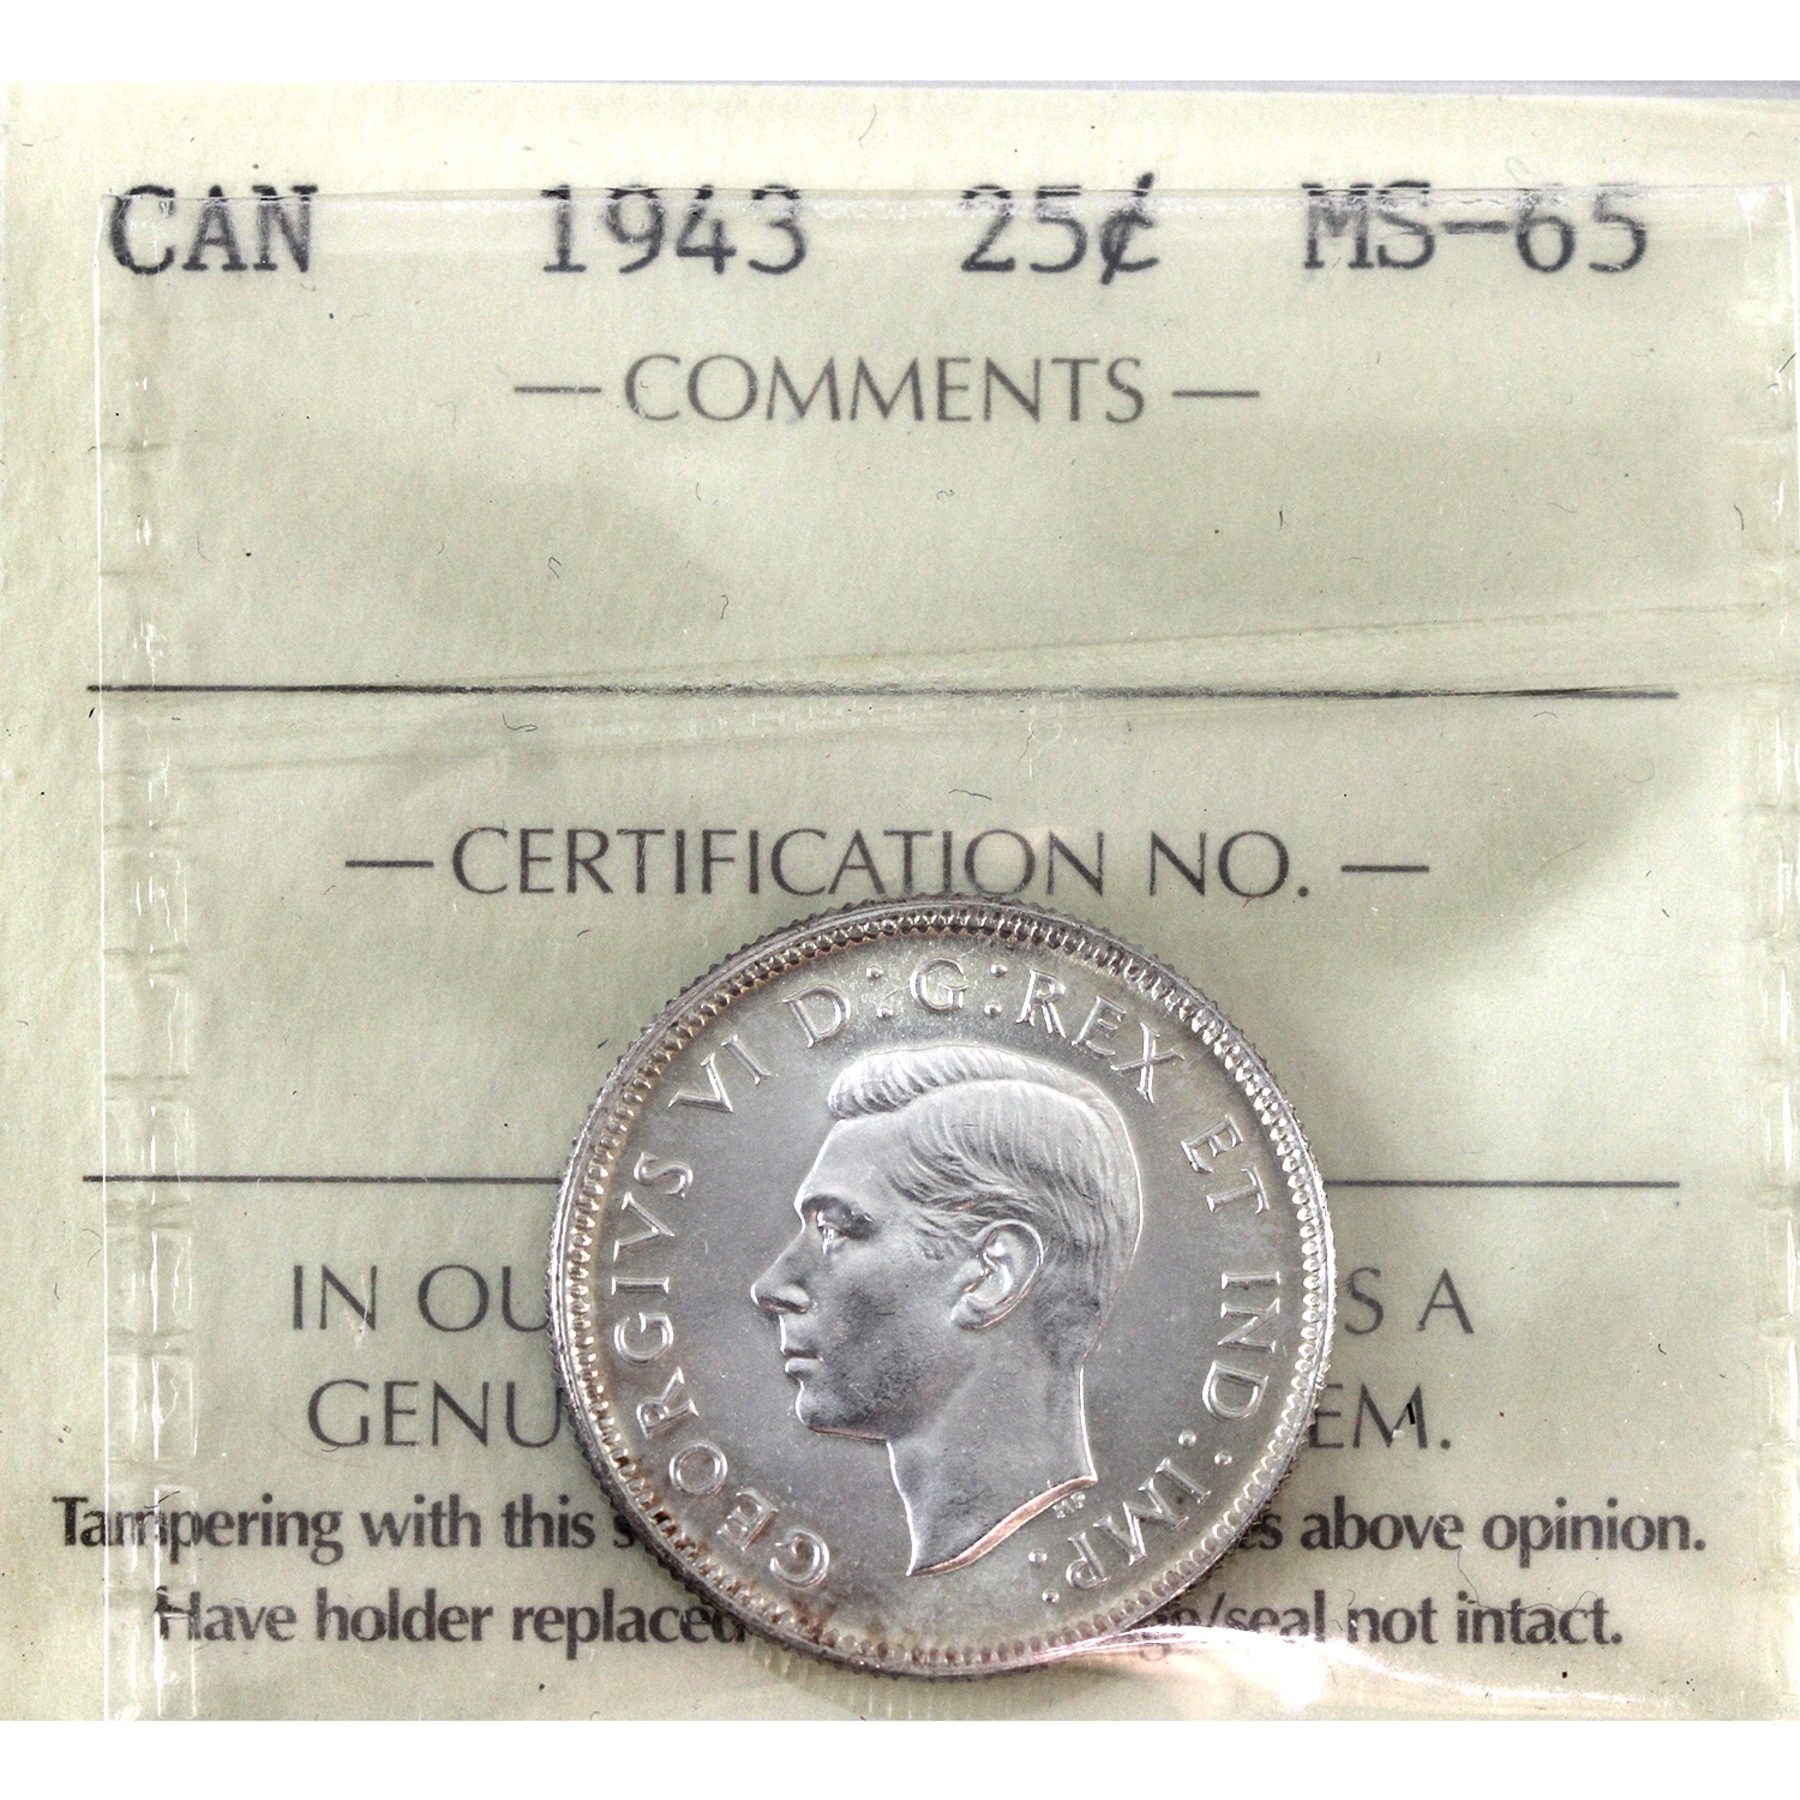 CAN 1943 25¢ MS-65
— COMMENTS —
— CERTIFICATION NO. —
GEORGIVS VI D:G:REX ET IND:IMP:
IN OU S A
GENU EM.
Tampering with this s es above opinion.
Have holder replaced /seal not intact.